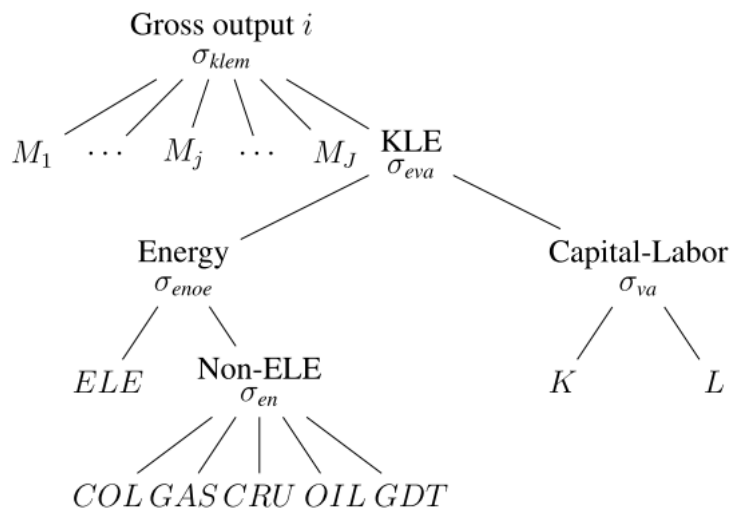 Gross output i
σklem
M1 ⋯ Mj ⋯ MJ KLE
σeva
Energy Capital-Labor
σenoe σva
ELE Non-ELE K L
σen
COL GAS CRU OIL GDT